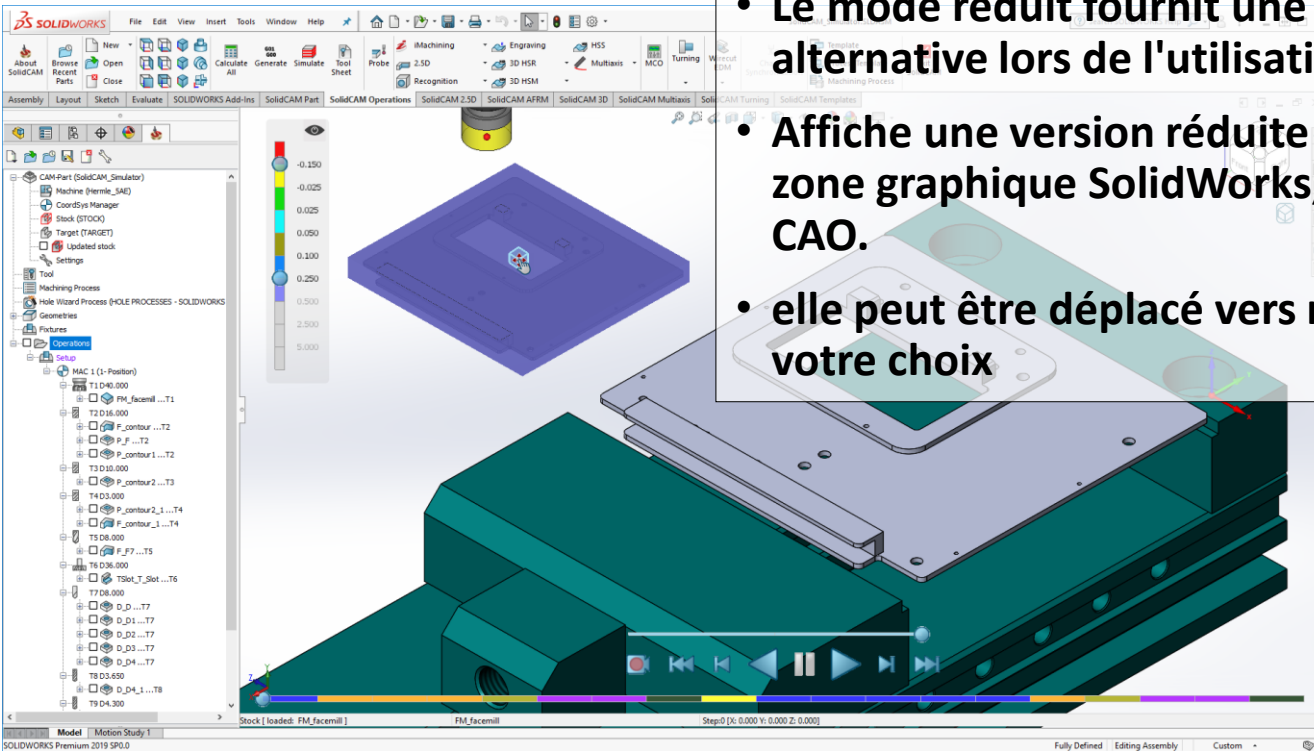 SOLIDWORKS File Edit View Insert Tools Window Help
About SolidCAM
Browse Recent Parts
New
Open
Close
Calculate All
G01 G00 Generate
Simulate
Tool Sheet
Probe
iMachining
2.5D
Recognition
Engraving
3D HSR
3D HSM
HSS
Multiaxis
MCO
Turning
Wirecut EDM
Template
Machining Process
Assembly Layout Sketch Evaluate SOLIDWORKS Add-Ins SolidCAM Part SolidCAM Operations SolidCAM 2.5D SolidCAM AFRM SolidCAM 3D SolidCAM Multiaxis SolidCAM Turning SolidCAM Templates
• Le mode réduit fournit une
alternative lors de l'utilisati
• Affiche une version réduite
zone graphique SolidWorks,
CAO.
• elle peut être déplacé vers
votre choix
-0.150
-0.025
0.025
0.050
0.100
0.250
0.500
2.500
5.000
CAM-Part (SolidCAM_Simulator)
Machine (Hermle_SAE)
CoordSys Manager
Stock (STOCK)
Target (TARGET)
Updated stock
Settings
Tool
Machining Process
Hole Wizard Process (HOLE PROCESSES - SOLIDWORKS
Geometries
Fixtures
Operations
Setup
MAC 1 (1- Position)
T1 D40.000
FM_facemill ...T1
T2 D16.000
F_contour ...T2
P_F ...T2
P_contour1 ...T2
T3 D10.000
P_contour2 ...T3
T4 D3.000
P_contour2_1 ...T4
F_contour_1 ...T4
T5 D8.000
F_F7 ...T5
T6 D36.000
TSlot_T_Slot ...T6
T7 D8.000
D_D ...T7
D_D1 ...T7
D_D2 ...T7
D_D3 ...T7
D_D4 ...T7
T8 D3.650
D_D4_1 ...T8
T9 D4.300
Z
Y
Stock [ loaded: FM_facemill ] FM_facemill Step:0 [X: 0.000 Y: 0.000 Z: 0.000]
Model Motion Study 1
SOLIDWORKS Premium 2019 SP0.0 Fully Defined Editing Assembly Custom